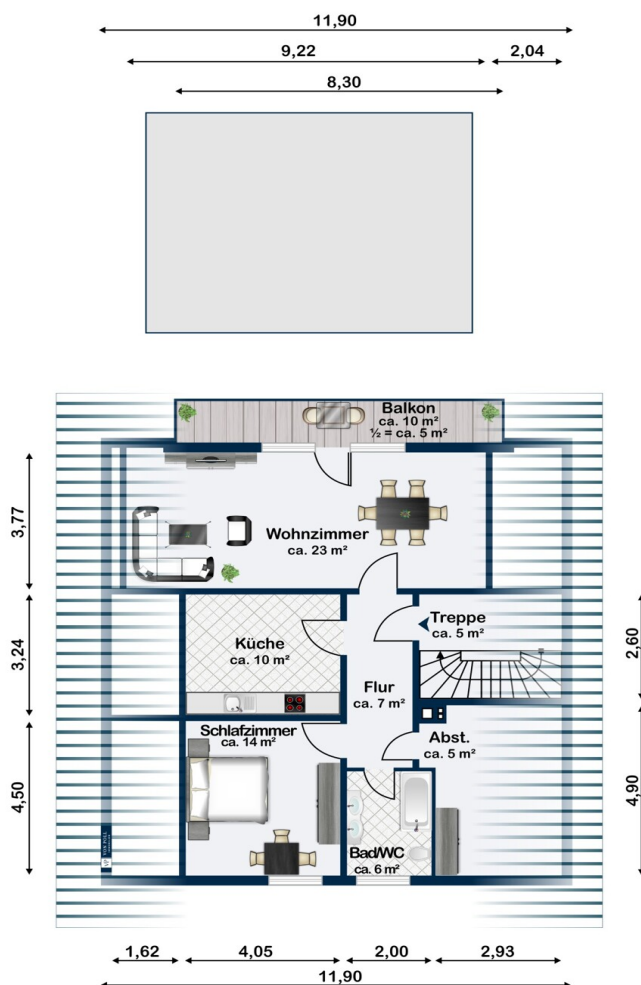 11,90
9,22
2,04
8,30
Balkon
ca. 10 m²
½ = ca. 5 m²
3,77
Wohnzimmer
ca. 23 m²
3,24
Küche
ca. 10 m²
Treppe
ca. 5 m²
2,60
Flur
ca. 7 m²
Schlafzimmer
ca. 14 m²
Abst.
ca. 5 m²
4,50
4,90
Bad/WC
ca. 6 m²
VON POLL
VP
1,62
4,05
2,00
2,93
11,90